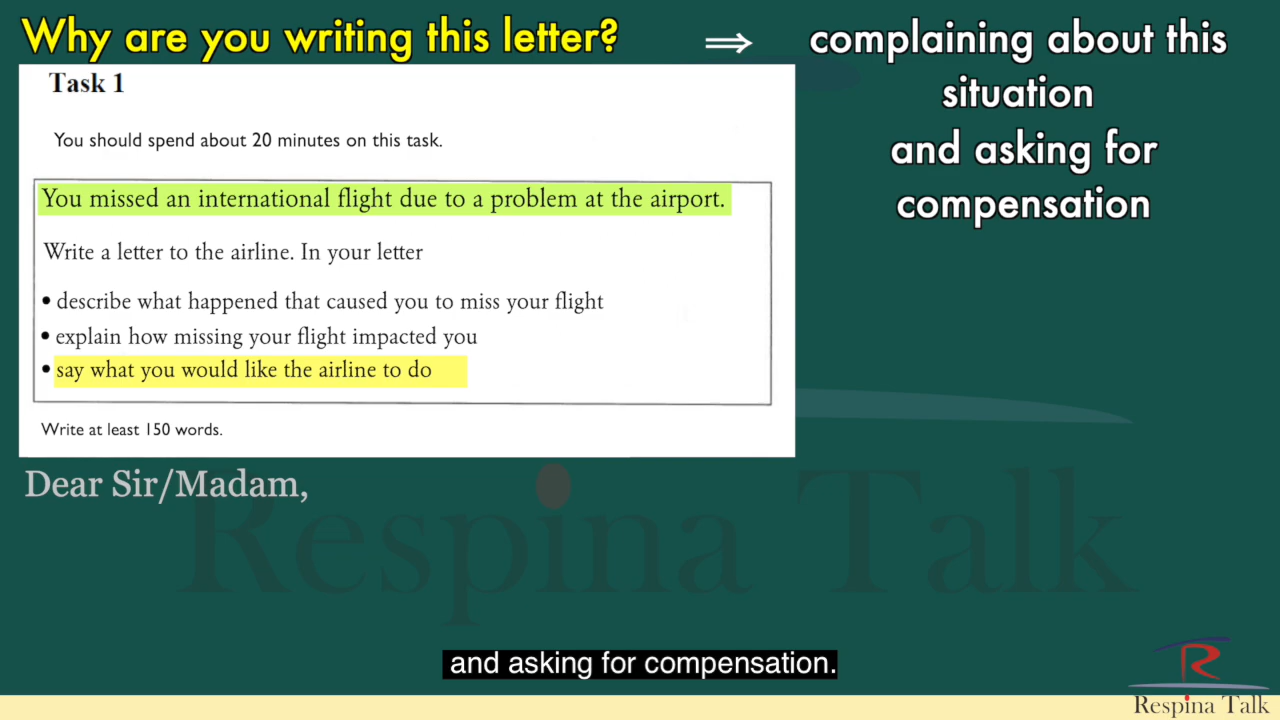 Why are you writing this letter? ⇒ complaining about this
situation
and asking for
compensation
Task 1
You should spend about 20 minutes on this task.
You missed an international flight due to a problem at the airport.
Write a letter to the airline. In your letter
• describe what happened that caused you to miss your flight
• explain how missing your flight impacted you
• say what you would like the airline to do
Write at least 150 words.
Dear Sir/Madam,
Respina Talk
and asking for compensation.
R
Respina Talk